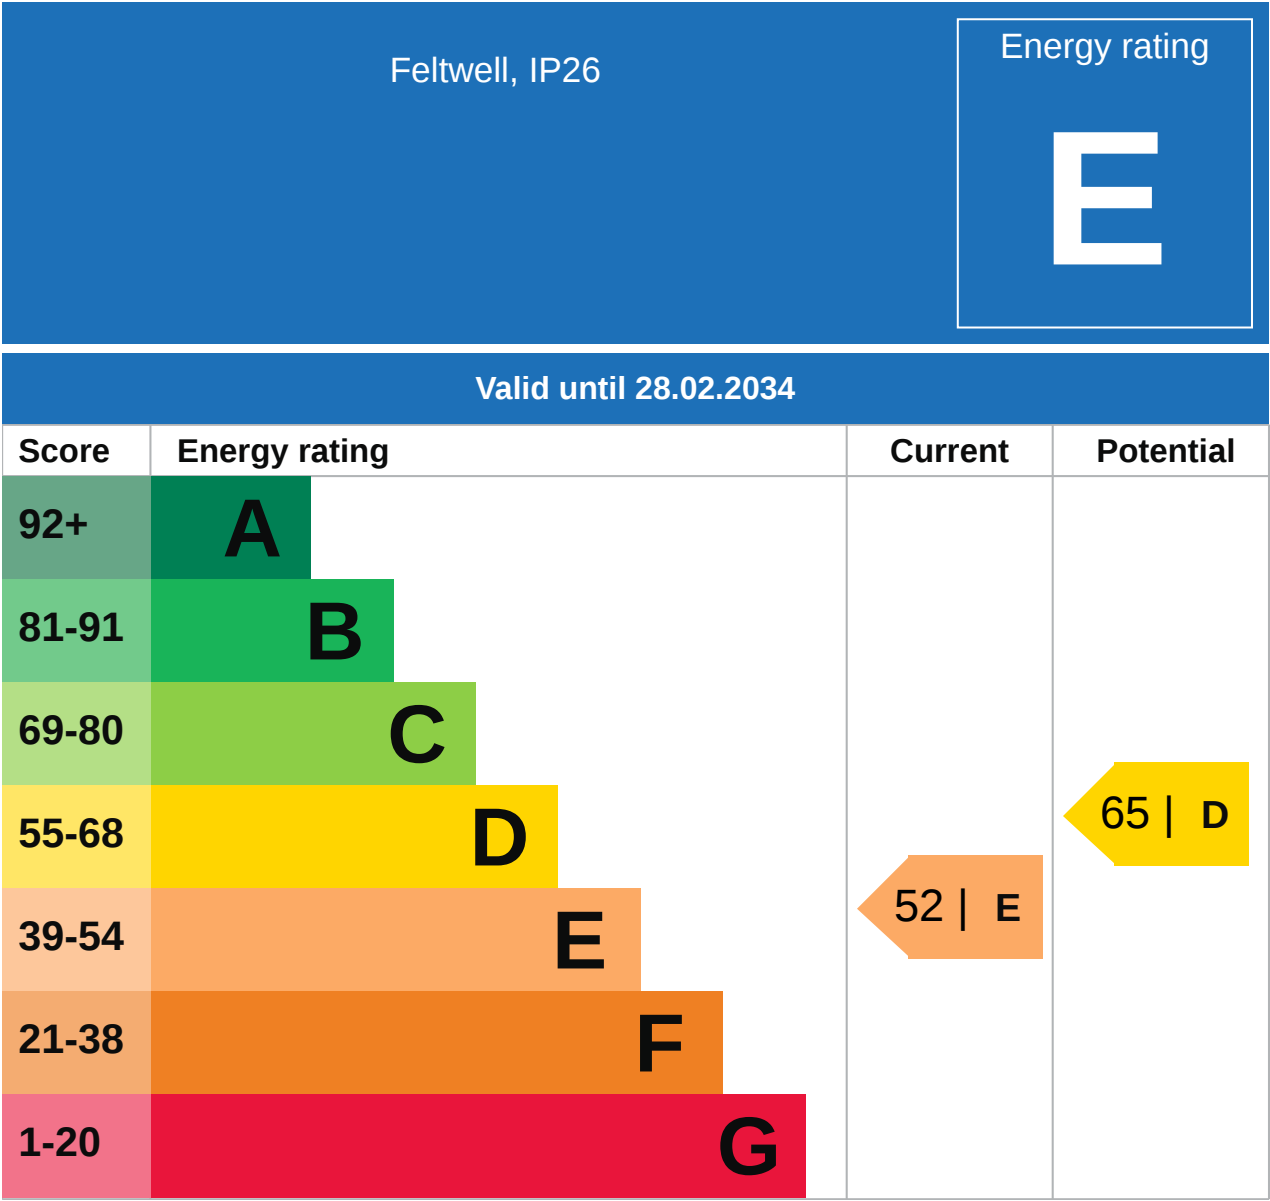 Feltwell, IP26
Energy rating
E
Valid until 28.02.2034
Score Energy rating Current Potential
92+ A
81-91 B
69-80 C
55-68 D
65 | D
39-54 E
52 | E
21-38 F
1-20 G